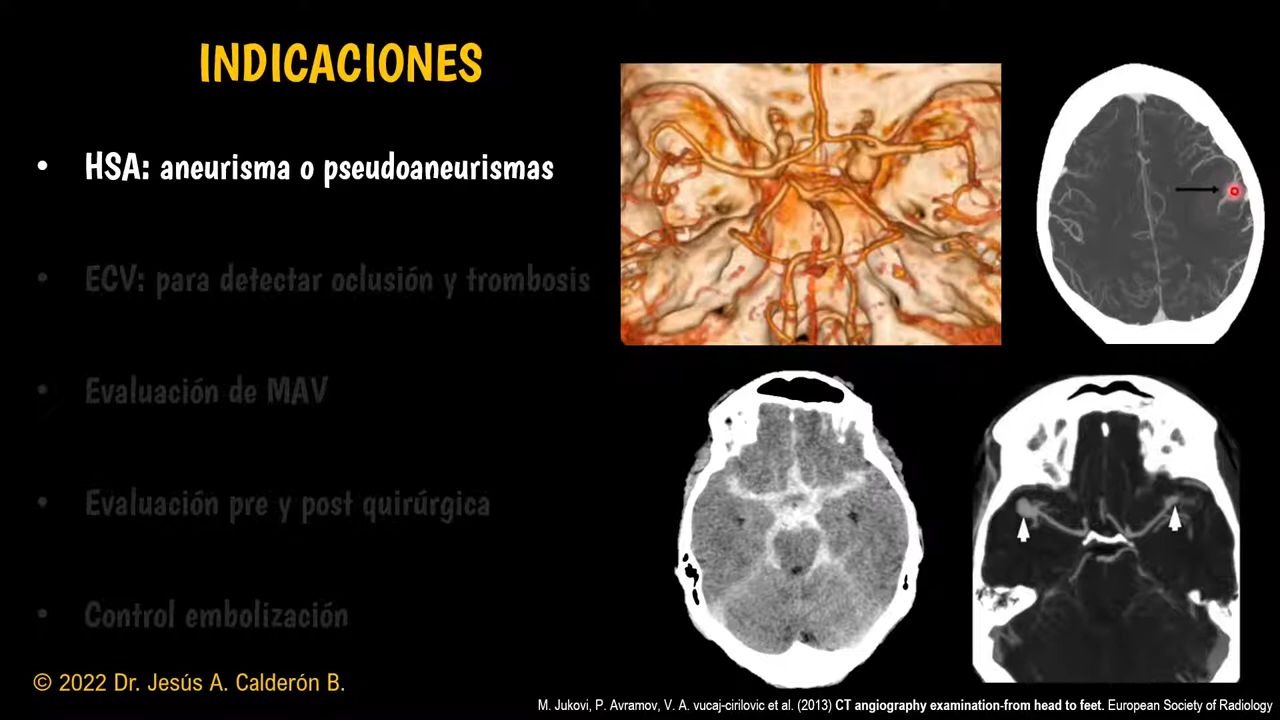 INDICACIONES
• HSA: aneurisma o pseudoaneurismas
• ECV: para detectar oclusión y trombosis
• Evaluación de MAV
• Evaluación pre y post quirúrgica
• Control embolización
© 2022 Dr. Jesús A. Calderón B.
M. Jukovi, P. Avramov, V. A. vucaj-cirilovic et al. (2013) CT angiography examination-from head to feet. European Society of Radiology